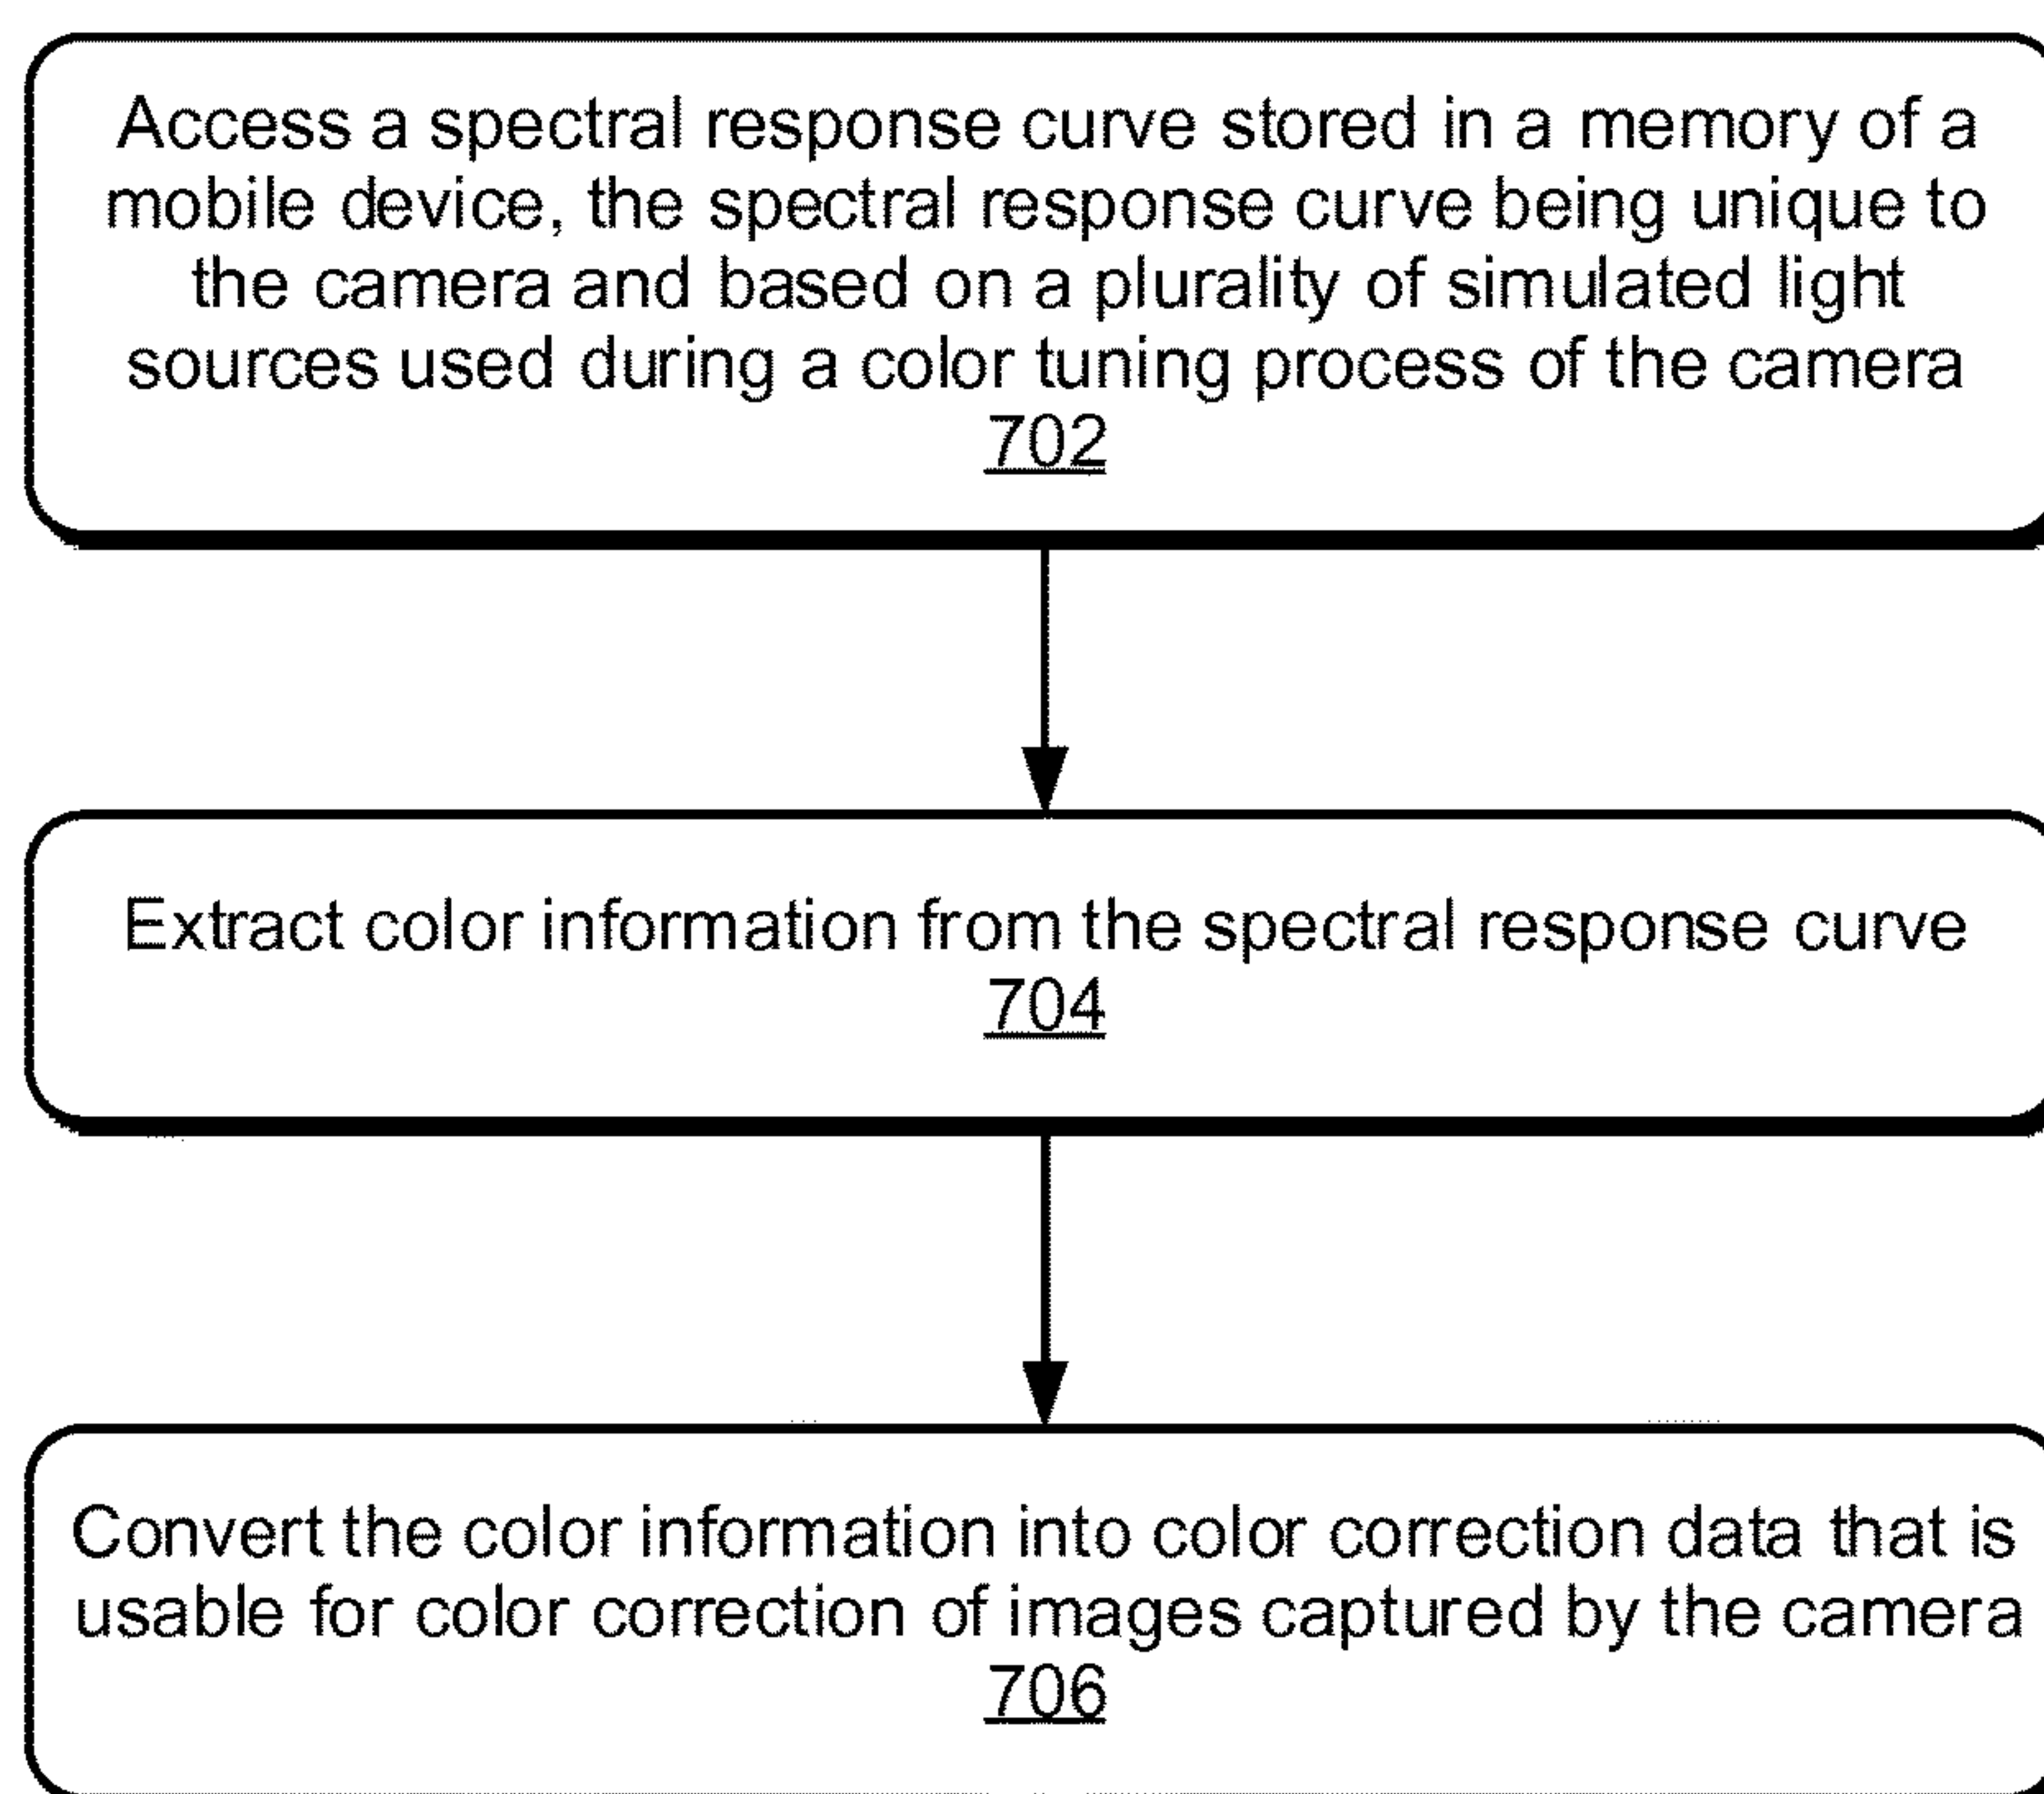 Access a spectral response curve stored in a memory of a
mobile device, the spectral response curve being unique to
the camera and based on a plurality of simulated light
sources used during a color tuning process of the camera
702
Extract color information from the spectral response curve
704
Convert the color information into color correction data that is
usable for color correction of images captured by the camera
706